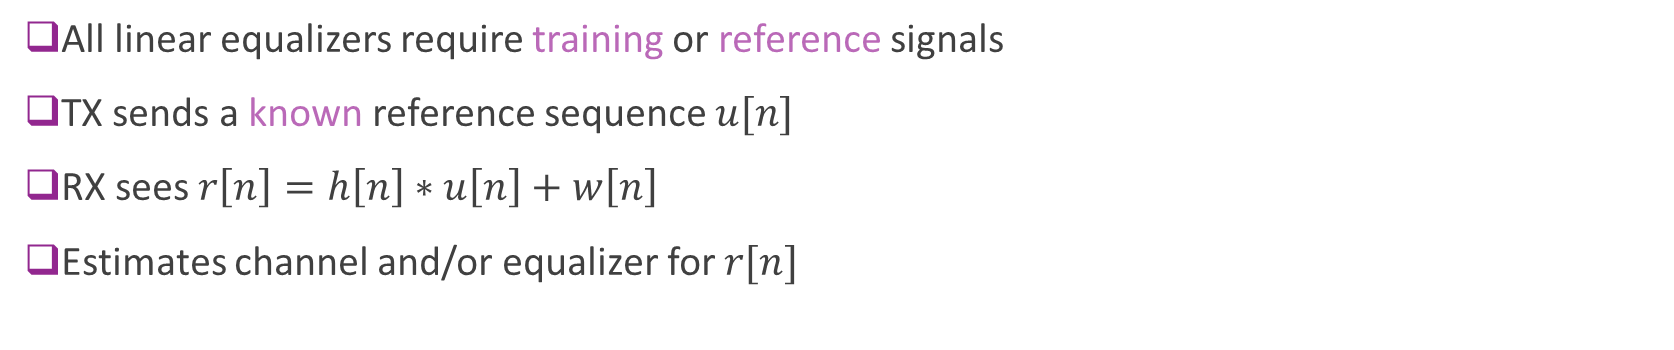 ❑All linear equalizers require training or reference signals
❑TX sends a known reference sequence u[n]
❑RX sees r[n] = h[n] ∗ u[n] + w[n]
❑Estimates channel and/or equalizer for r[n]